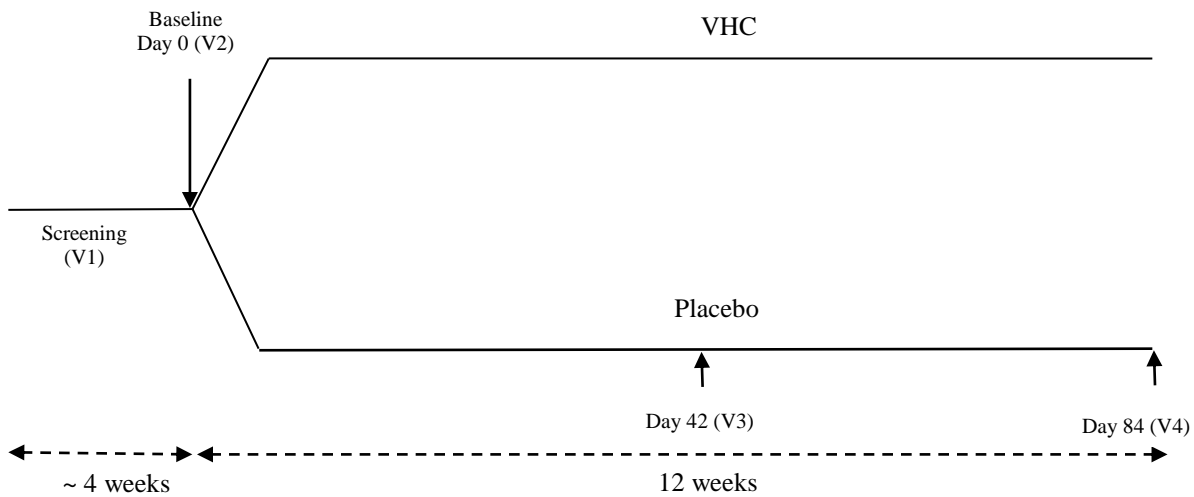 Baseline
Day 0 (V2)
VHC
Screening
(V1)
Placebo
Day 42 (V3)
Day 84 (V4)
~ 4 weeks
12 weeks